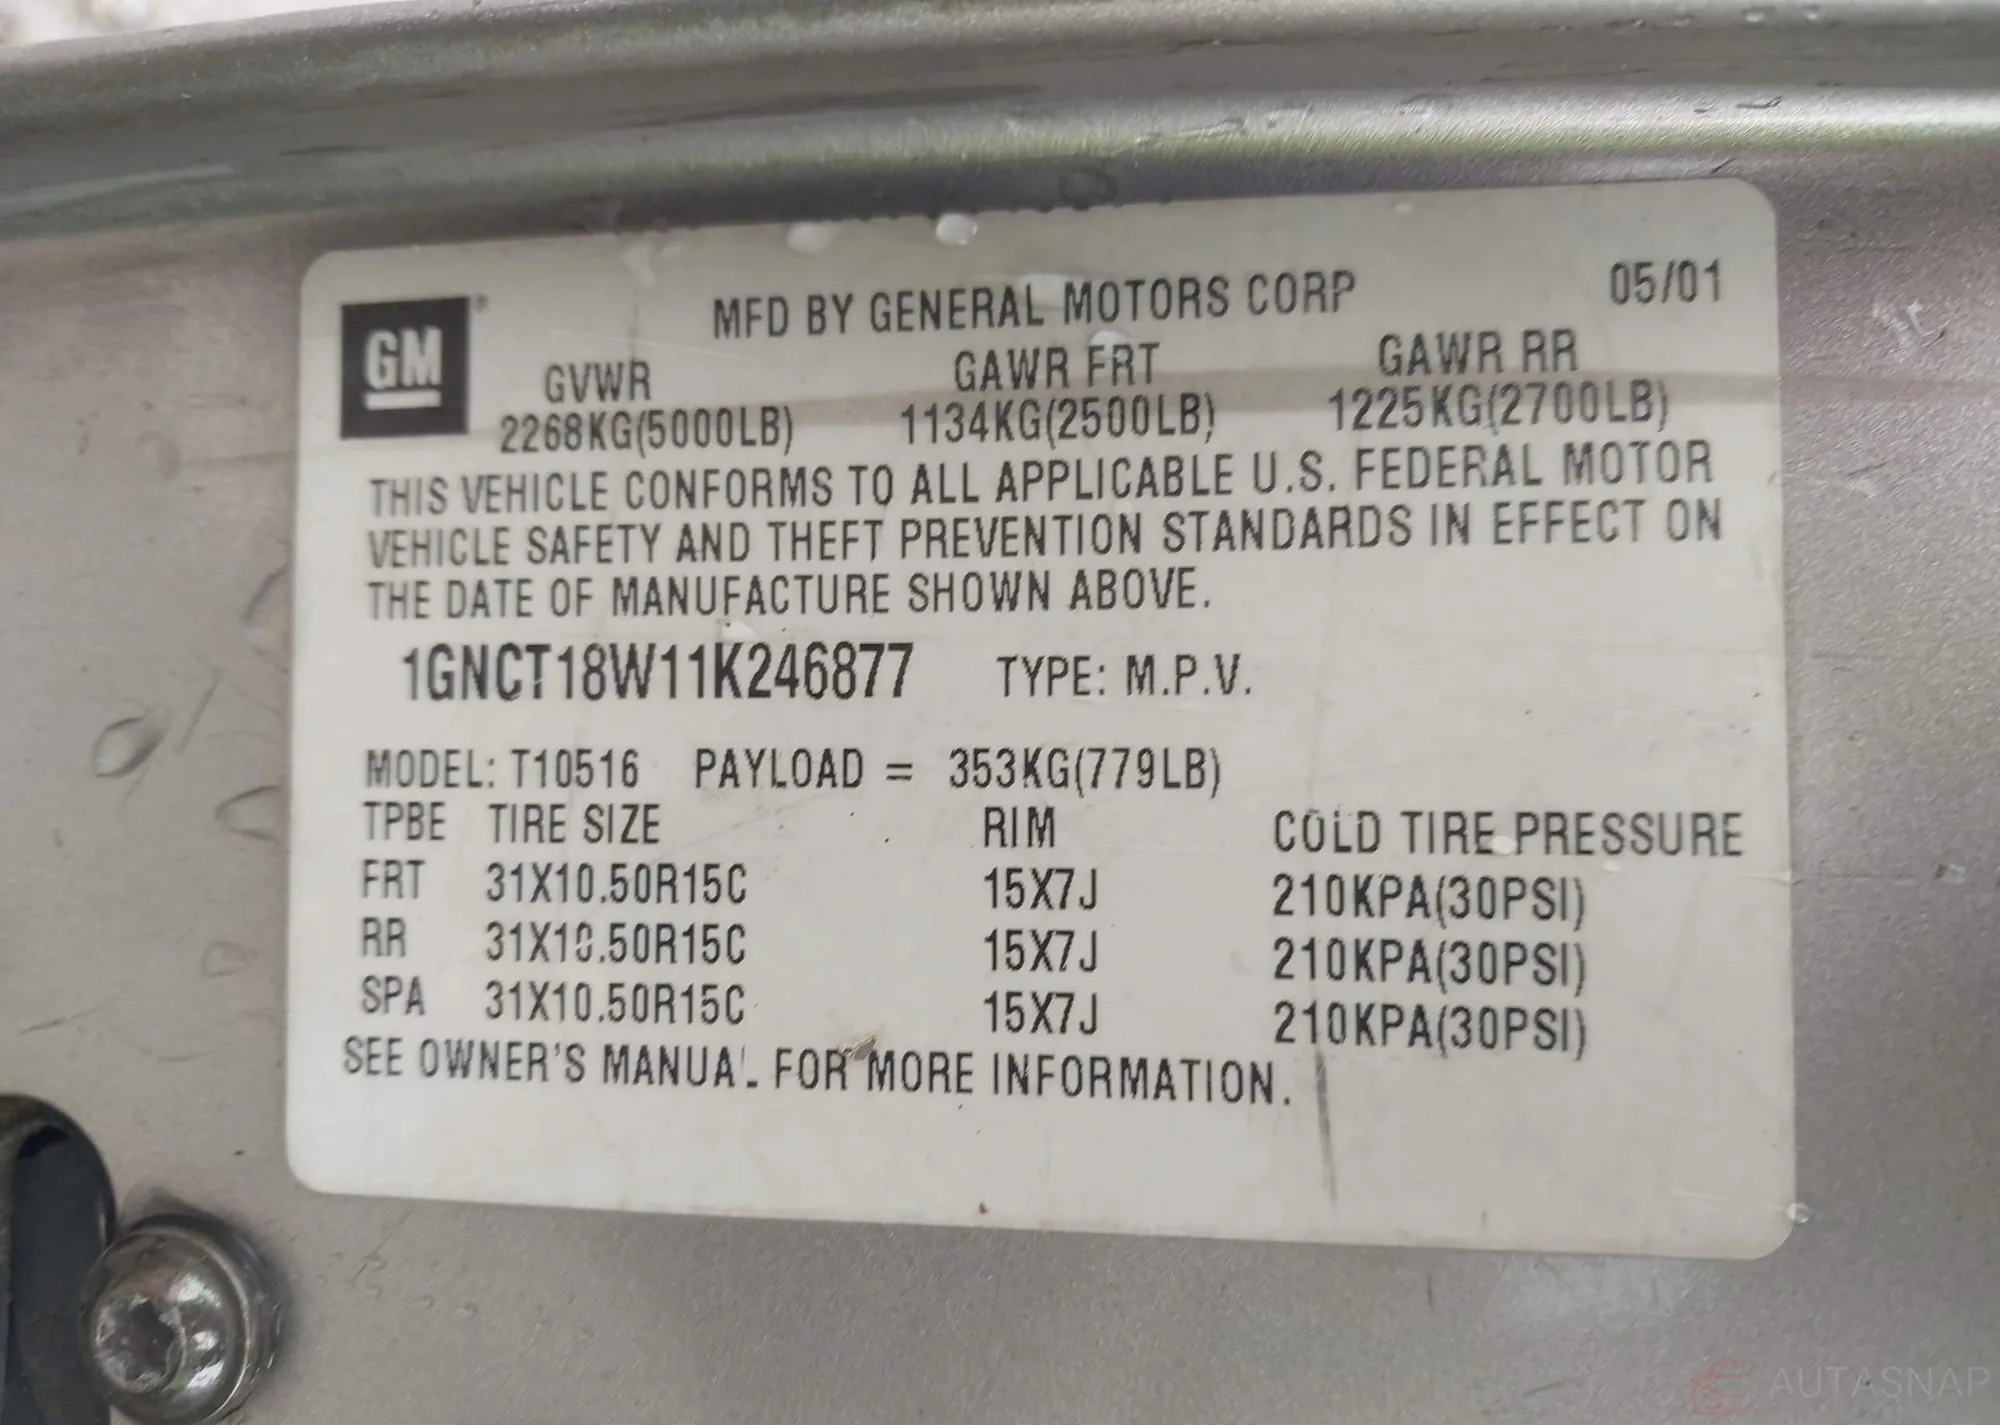 MFD BY GENERAL MOTORS CORP 05/01
GM
GVWR GAWR FRT GAWR RR
2268KG(5000LB) 1134KG(2500LB) 1225KG(2700LB)
THIS VEHICLE CONFORMS TO ALL APPLICABLE U.S. FEDERAL MOTOR
VEHICLE SAFETY AND THEFT PREVENTION STANDARDS IN EFFECT ON
THE DATE OF MANUFACTURE SHOWN ABOVE.
1GNCT18W11K246877 TYPE: M.P.V.
MODEL: T10516 PAYLOAD = 353KG(779LB)
TPBE TIRE SIZE RIM COLD TIRE PRESSURE
FRT 31X10.50R15C 15X7J 210KPA(30PSI)
RR 31X10.50R15C 15X7J 210KPA(30PSI)
SPA 31X10.50R15C 15X7J 210KPA(30PSI)
SEE OWNER'S MANUAL FOR MORE INFORMATION.
AUTASNAP